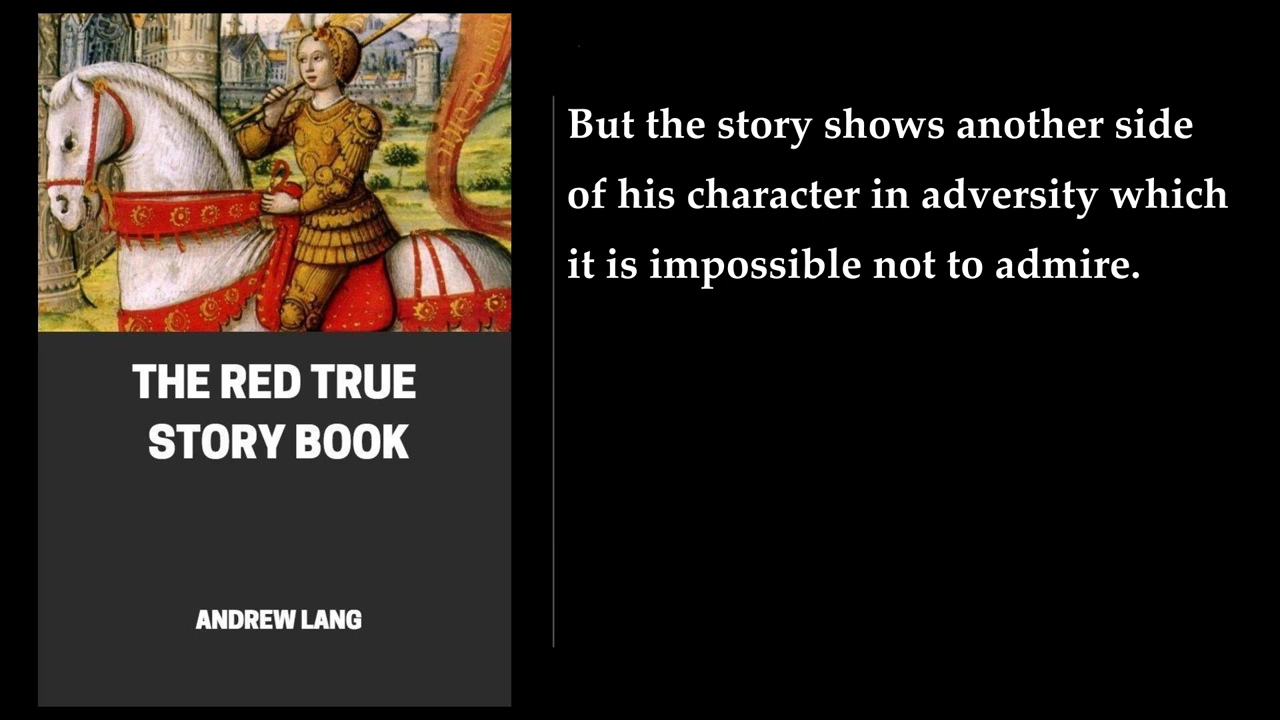 THE RED TRUE
STORY BOOK
ANDREW LANG
But the story shows another side
of his character in adversity which
it is impossible not to admire.